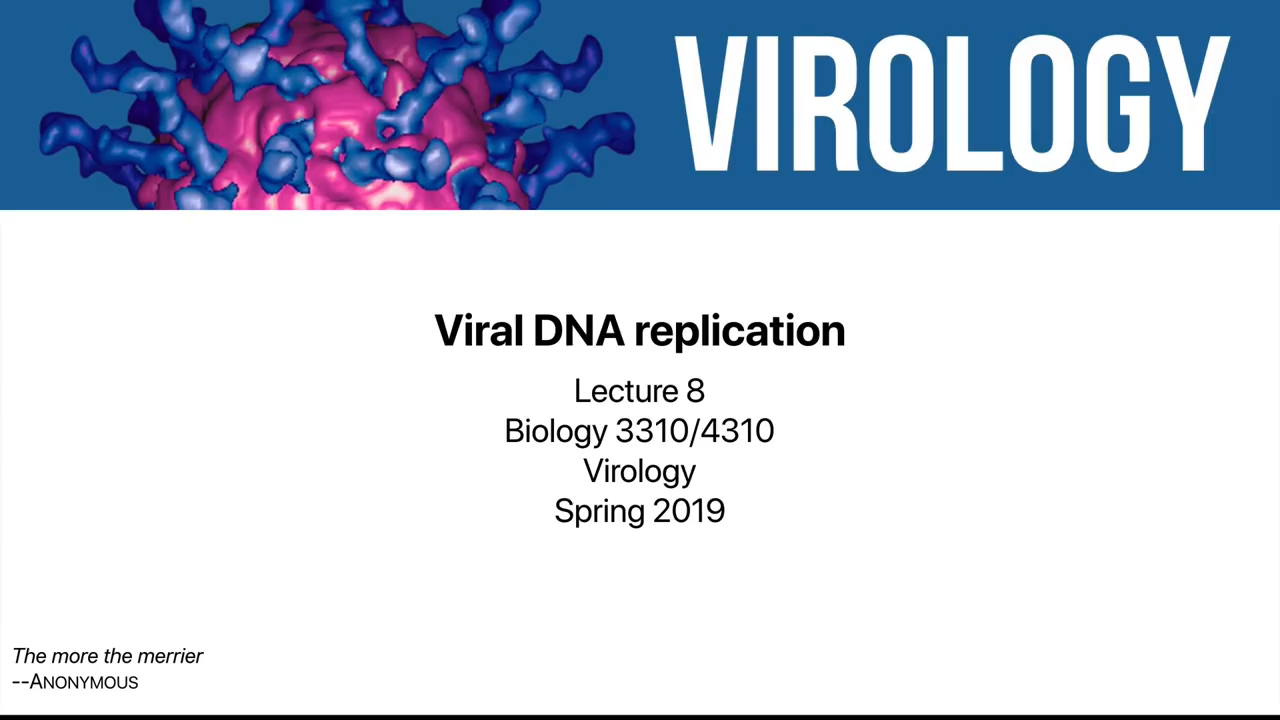 VIROLOGY
Viral DNA replication
Lecture 8
Biology 3310/4310
Virology
Spring 2019
The more the merrier
--ANONYMOUS